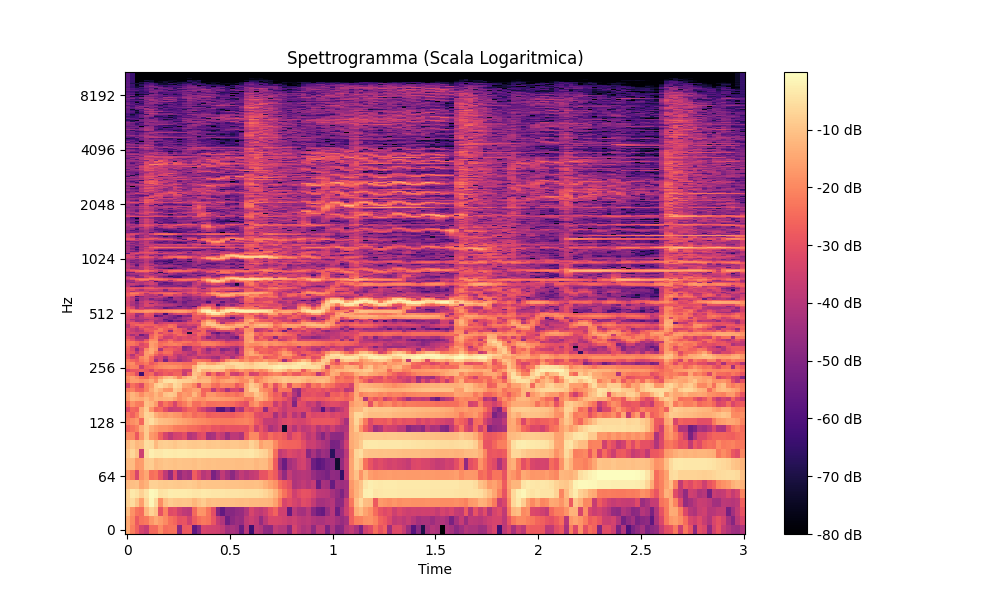 Spettrogramma (Scala Logaritmica)
Hz
8192
4096
2048
1024
512
256
128
64
0
0
0.5
1
1.5
2
2.5
3
Time
-10 dB
-20 dB
-30 dB
-40 dB
-50 dB
-60 dB
-70 dB
-80 dB